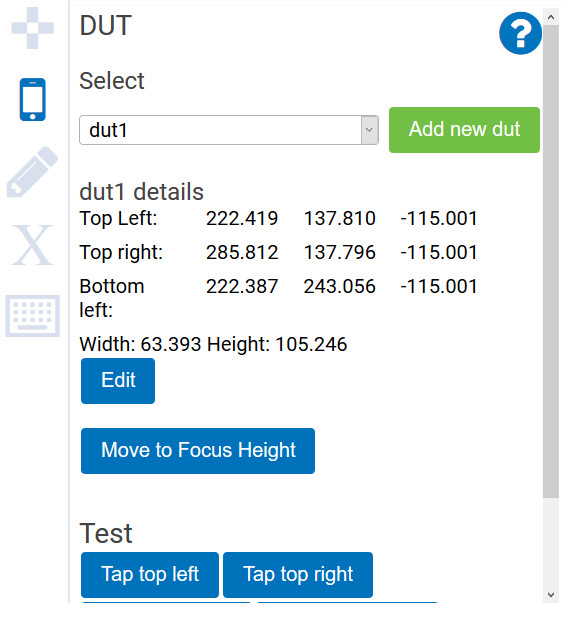 DUT
?
Select
dut1
Add new dut
dut1 details
Top Left: 222.419 137.810 -115.001
Top right: 285.812 137.796 -115.001
Bottom 222.387 243.056 -115.001
left:
Width: 63.393 Height: 105.246
Edit
Move to Focus Height
X
Test
Tap top left Tap top right